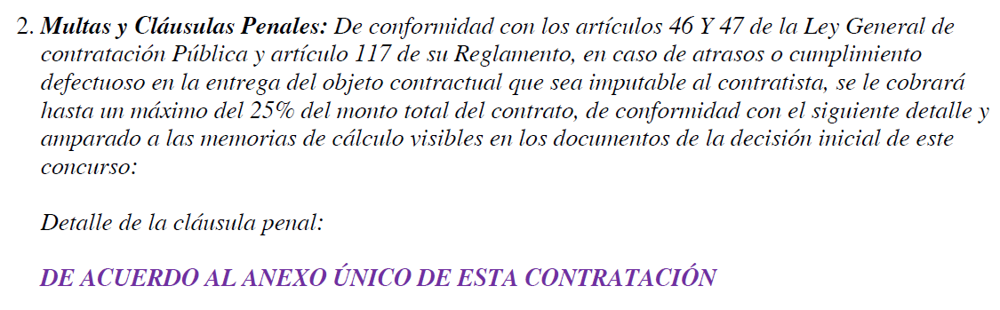 2. Multas y Cláusulas Penales: De conformidad con los artículos 46 Y 47 de la Ley General de
contratación Pública y artículo 117 de su Reglamento, en caso de atrasos o cumplimiento
defectuoso en la entrega del objeto contractual que sea imputable al contratista, se le cobrará
hasta un máximo del 25% del monto total del contrato, de conformidad con el siguiente detalle y
amparado a las memorias de cálculo visibles en los documentos de la decisión inicial de este
concurso:
Detalle de la cláusula penal:
DE ACUERDO AL ANEXO ÚNICO DE ESTA CONTRATACIÓN